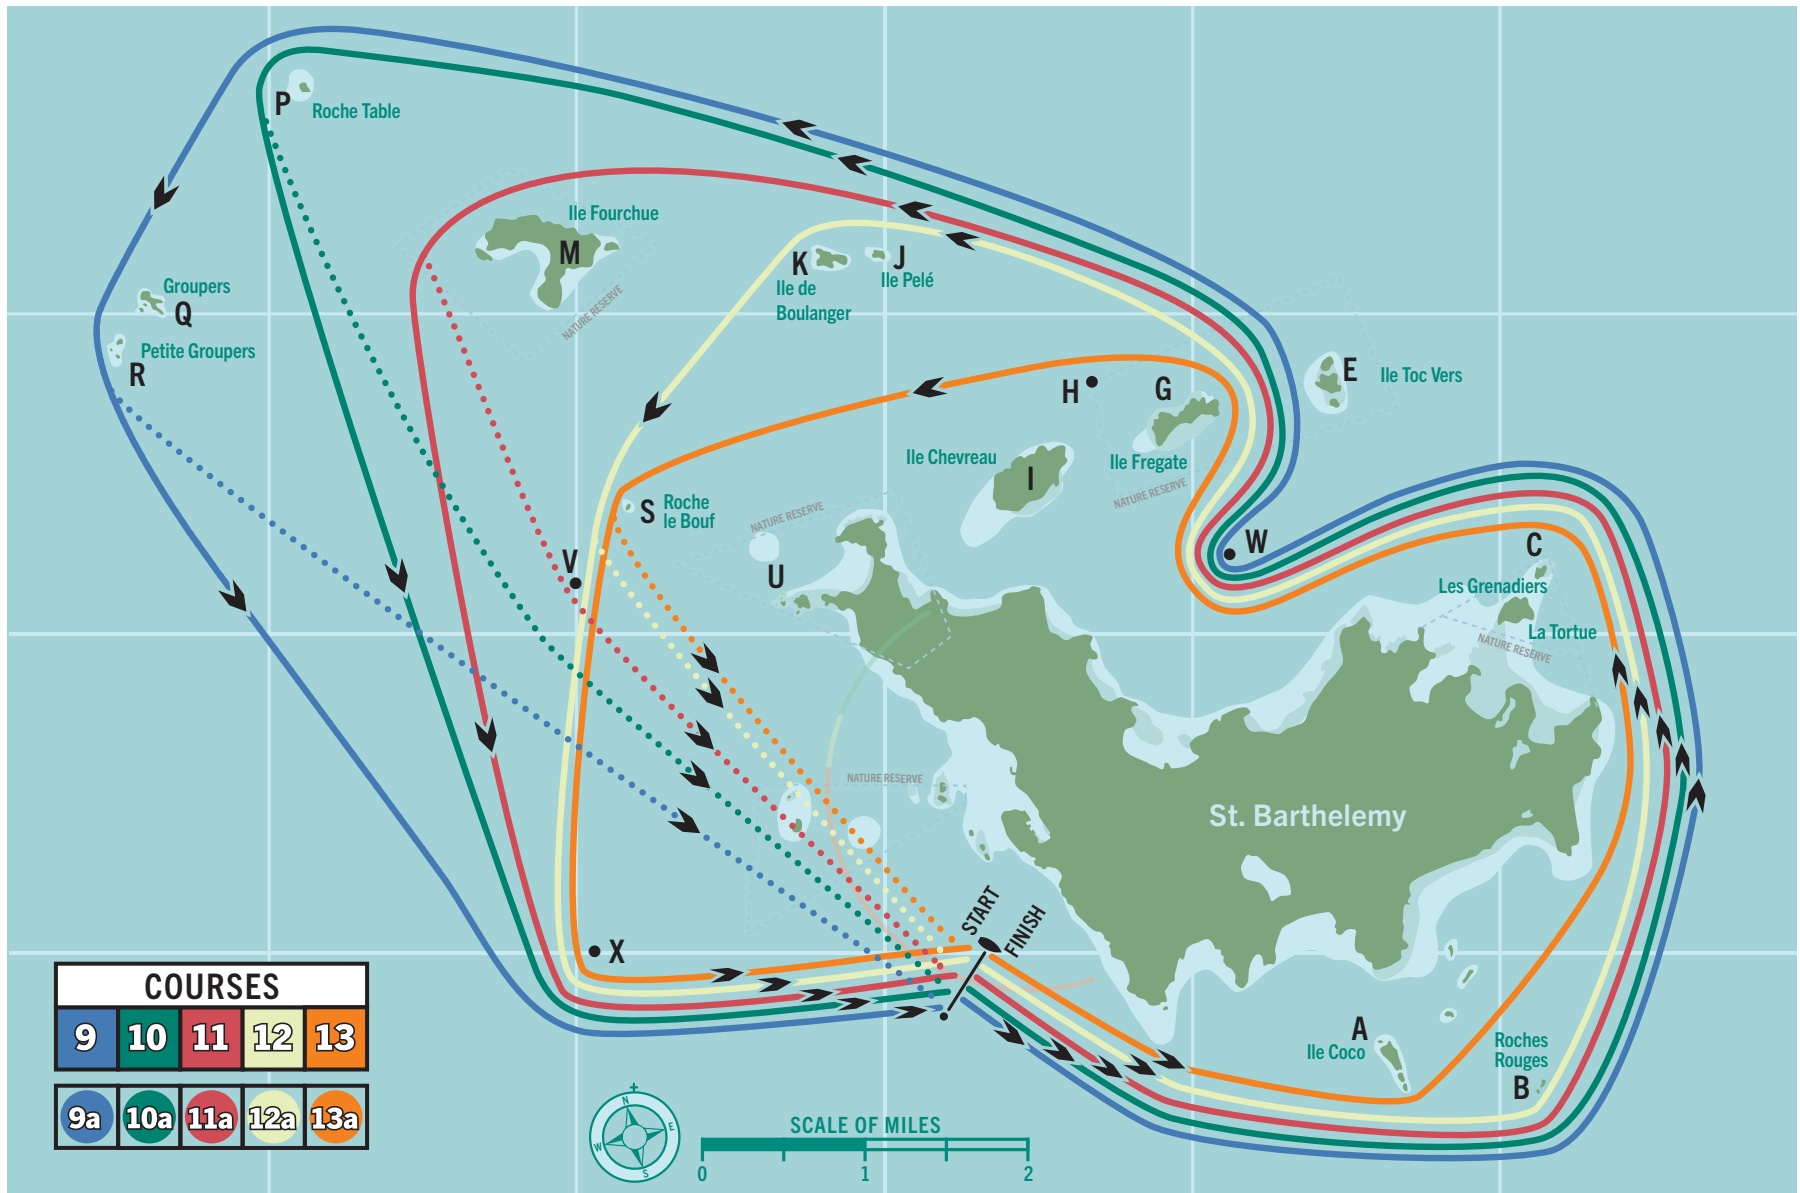 P
Roche Table
Ile Fourchue
M
NATURE RESERVE
K
J
Ile Pelé
Ile de
Boulanger
Groupers
Q
Petite Groupers
R
H
G
E
Ile Toc Vers
Ile Chevreau
I
Ile Fregate
NATURE RESERVE
S
Roche
le Bouf
NATURE RESERVE
V
U
W
C
Les Grenadiers
La Tortue
NATURE RESERVE
NATURE RESERVE
St. Barthelemy
X
START
FINISH
A
Ile Coco
Roches
Rouges
B
COURSES
9 10 11 12 13
9a 10a 11a 12a 13a
N
E
S
W
SCALE OF MILES
0 1 2